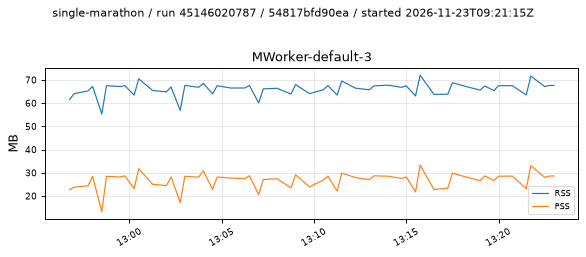 single-marathon / run 45146020787 / 54817bfd90ea / started 2026-11-23T09:21:15Z
MWorker-default-3
MB
70
60
50
40
30
20
13:00
13:05
13:10
13:15
13:20
RSS
PSS